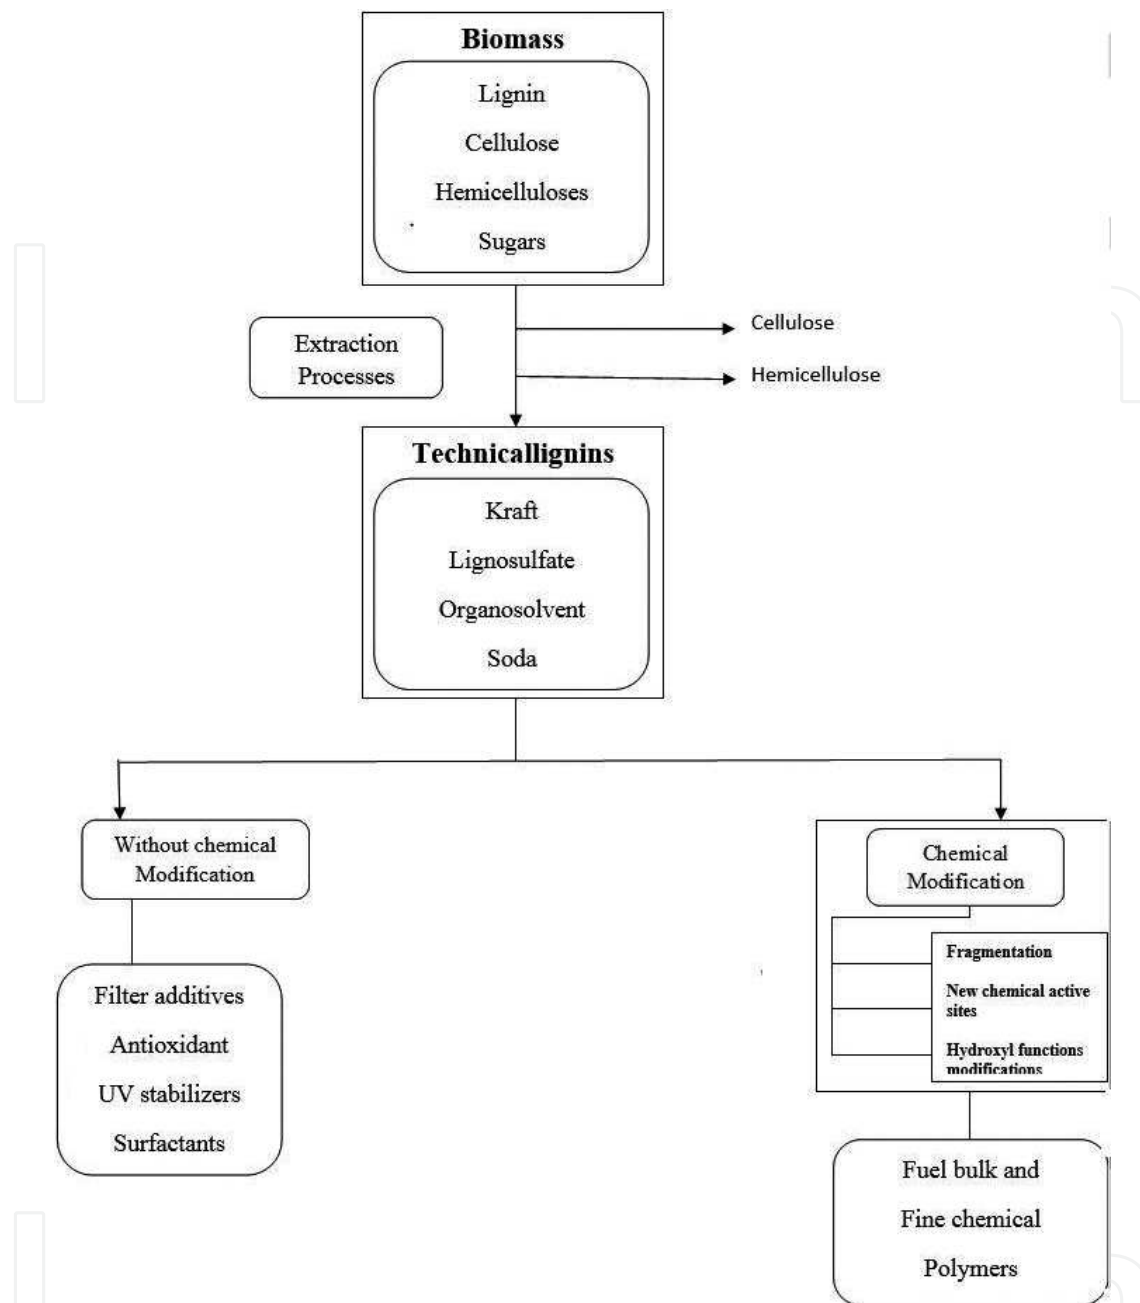 Biomass
Lignin
Cellulose
Hemicelluloses
Sugars
Extraction
Processes
Cellulose
Hemicellulose
Technicallignins
Kraft
Lignosulfate
Organosolvent
Soda
Without chemical
Modification
Filter additives
Antioxidant
UV stabilizers
Surfactants
Chemical
Modification
Fragmentation
New chemical active
sites
Hydroxyl functions
modifications
Fuel bulk and
Fine chemical
Polymers